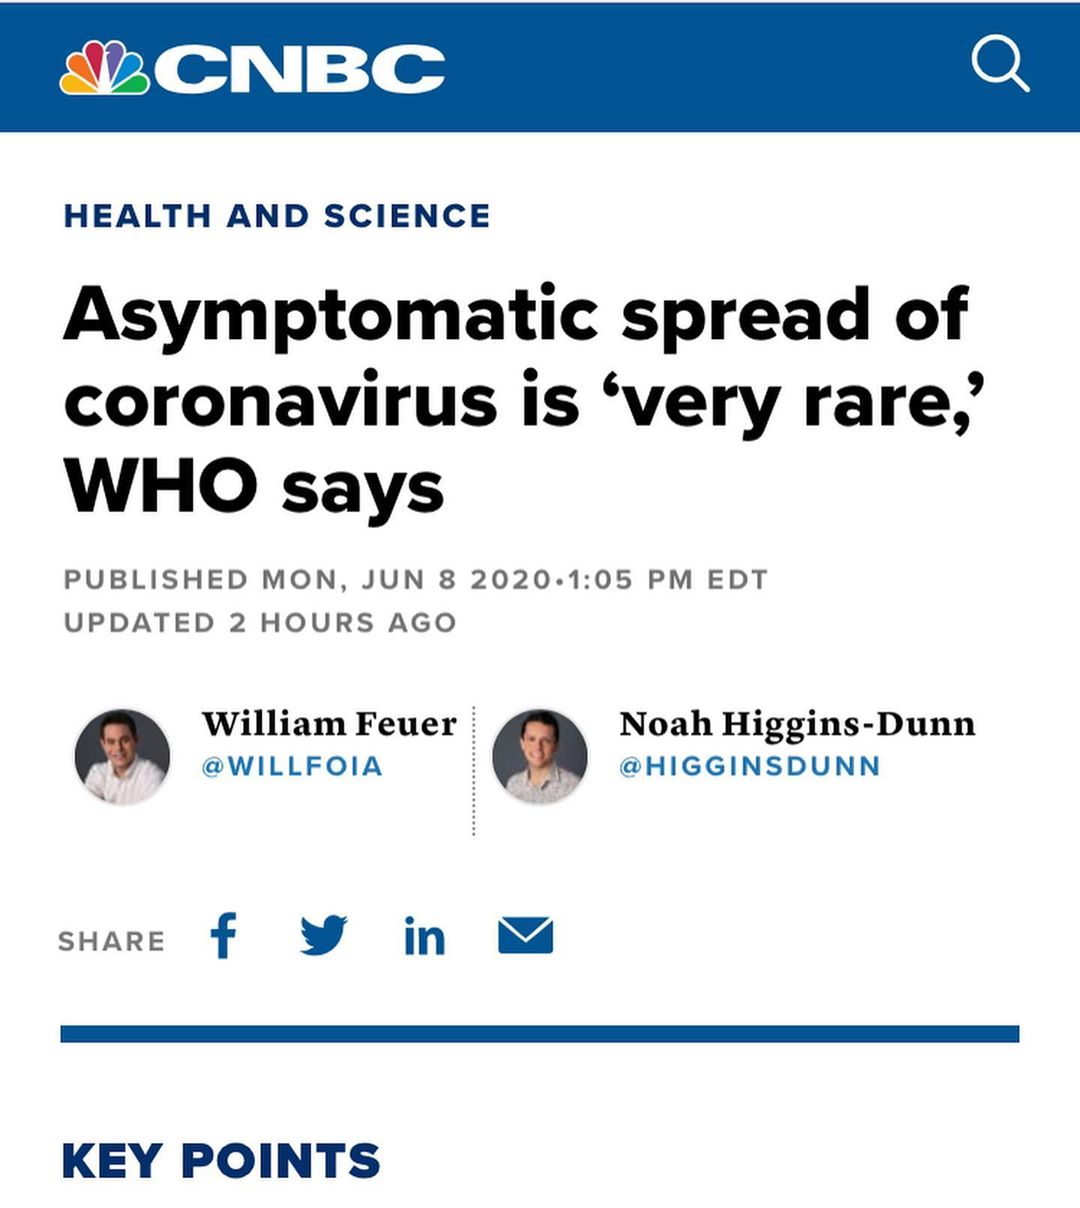 CNBC
HEALTH AND SCIENCE
Asymptomatic spread of
coronavirus is ‘very rare,’
WHO says
PUBLISHED MON, JUN 8 2020•1:05 PM EDT
UPDATED 2 HOURS AGO
William Feuer
@WILLFOIA
Noah Higgins-Dunn
@HIGGINSDUNN
SHARE
KEY POINTS